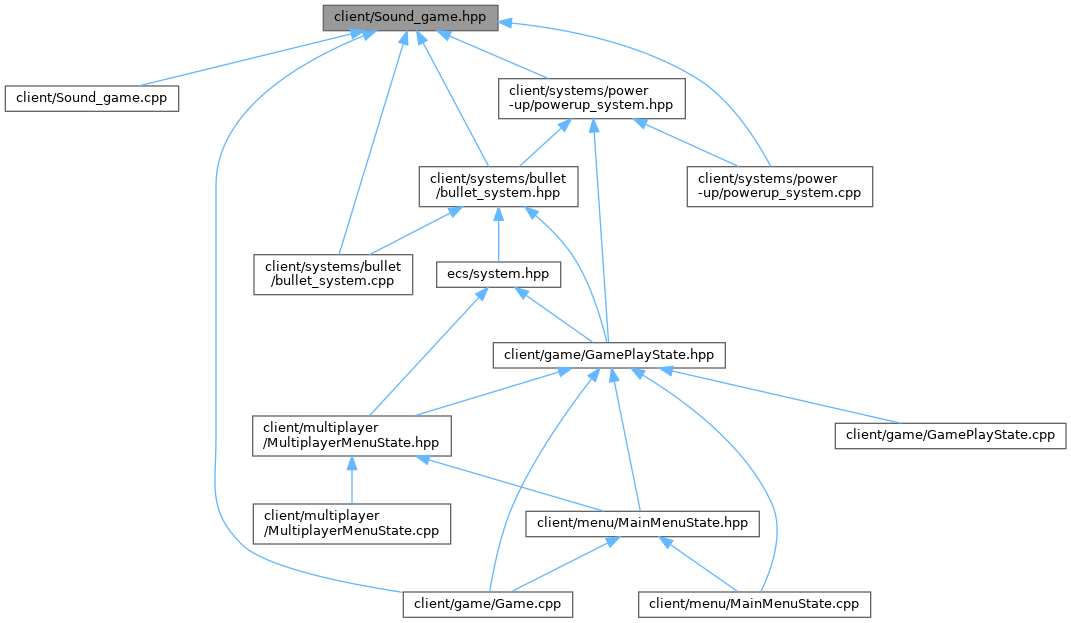 client/Sound_game.hpp
client/Sound_game.cpp
client/systems/power
-up/powerup_system.hpp
client/systems/bullet
/bullet_system.hpp
client/systems/power
-up/powerup_system.cpp
client/systems/bullet
/bullet_system.cpp
ecs/system.hpp
client/game/GamePlayState.hpp
client/multiplayer
/MultiplayerMenuState.hpp
client/game/GamePlayState.cpp
client/multiplayer
/MultiplayerMenuState.cpp
client/menu/MainMenuState.hpp
client/game/Game.cpp
client/menu/MainMenuState.cpp